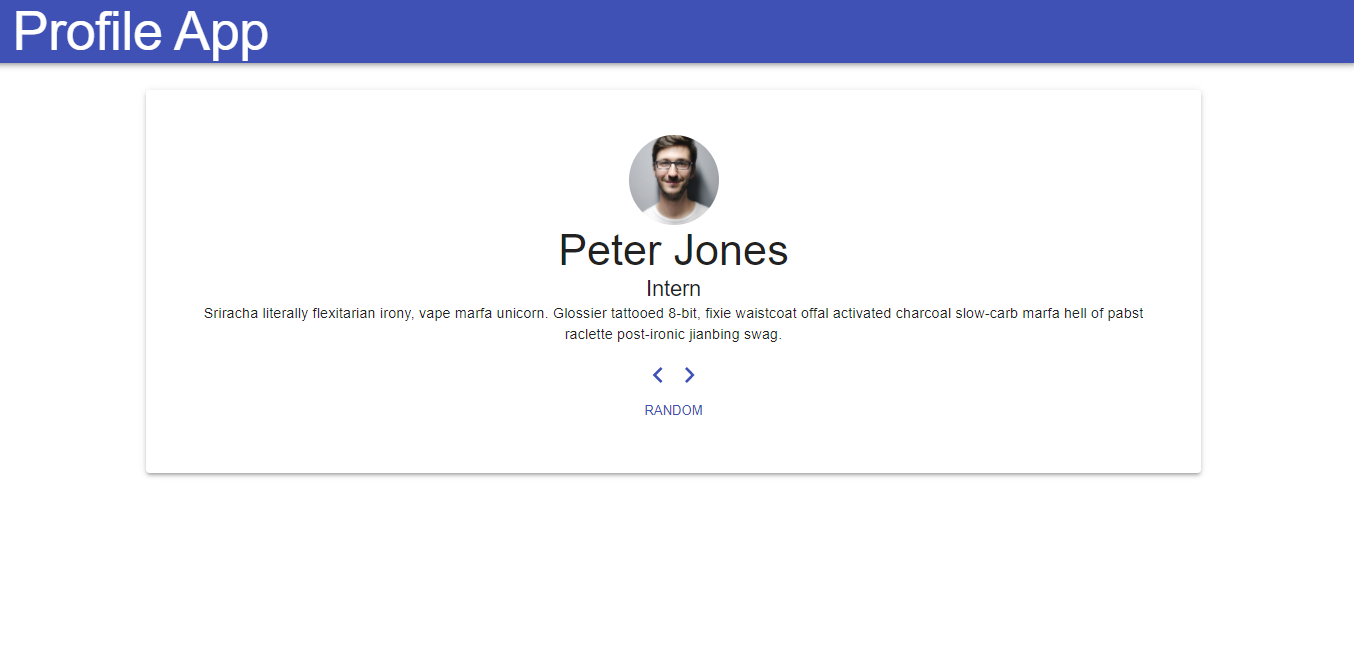 Profile App
Peter Jones
Intern
Sriracha literally flexitarian irony, vape marfa unicorn. Glossier tattooed 8-bit, fixie waistcoat offal activated charcoal slow-carb marfa hell of pabst
raclette post-ironic jianbing swag.
RANDOM